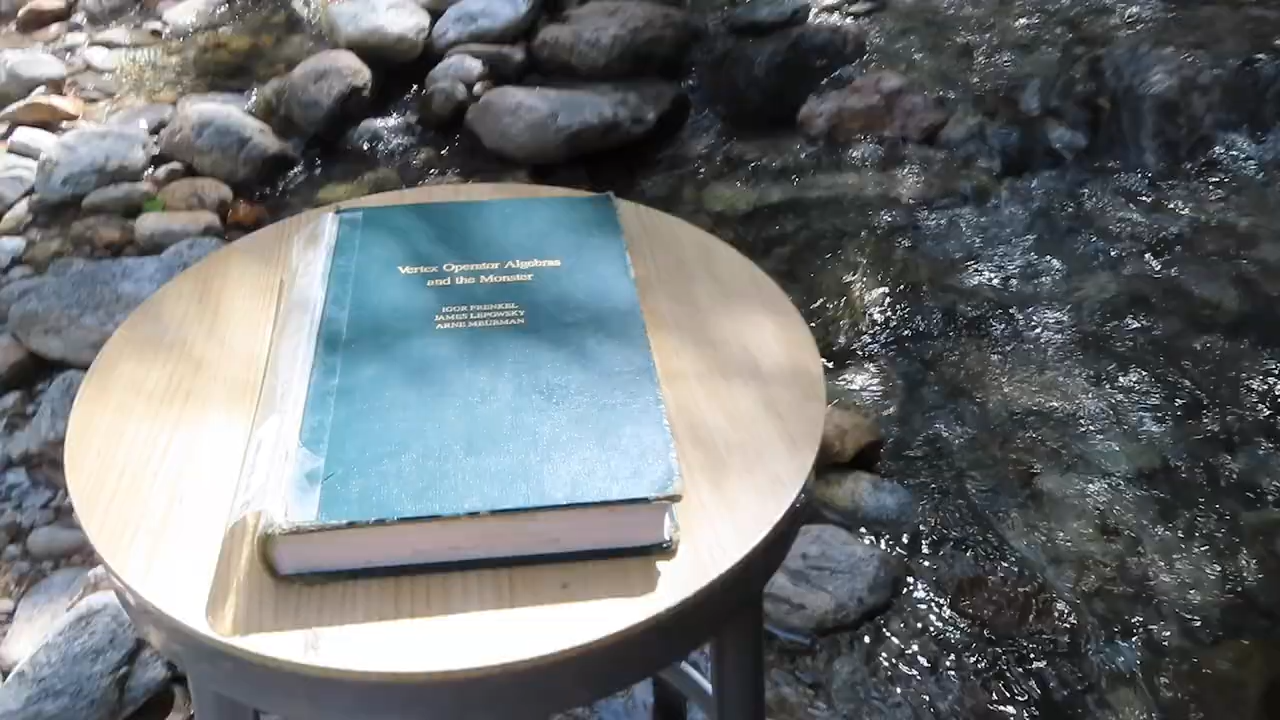 Vertex Operator Algebras
and the Monster
IGOR FRENKEL
JAMES LEPOWSKY
ARNE MEURMAN